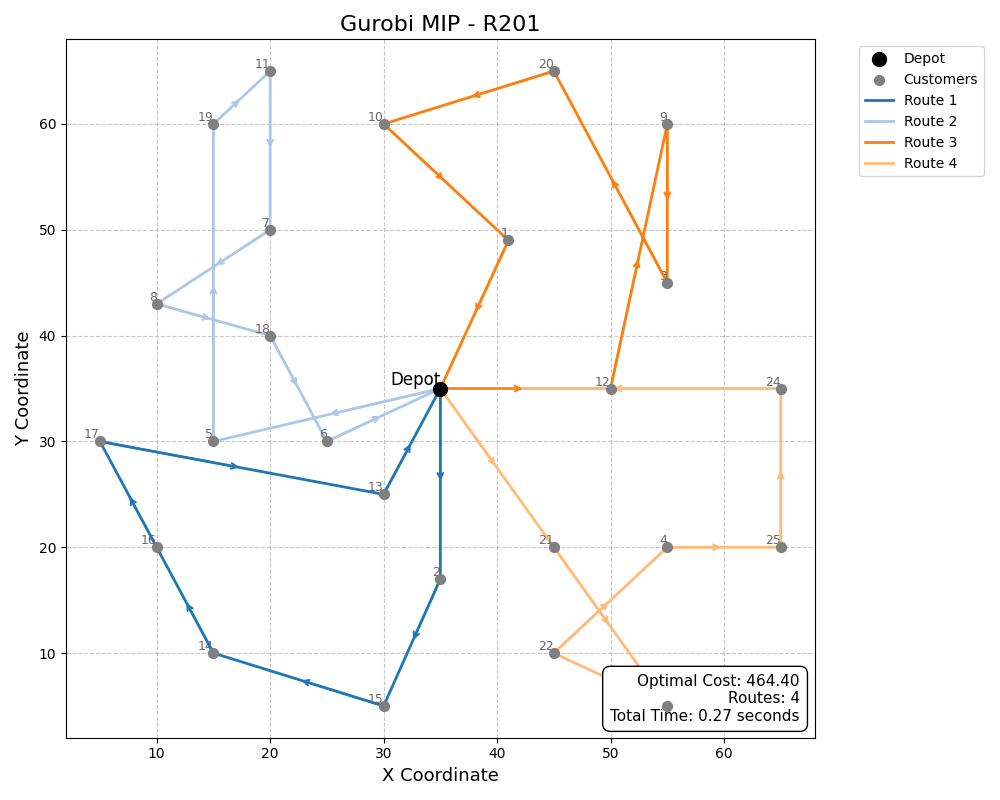 Gurobi MIP - R201
Y Coordinate
60
50
40
30
20
10
10
20
30
40
50
60
X Coordinate
11
20
19
10
9
7
1
8
3
18
Depot
12
24
5
6
17
13
16
21
4
25
2
14
22
15
Optimal Cost: 464.40
Routes: 4
Total Time: 0.27 seconds
Depot
Customers
Route 1
Route 2
Route 3
Route 4